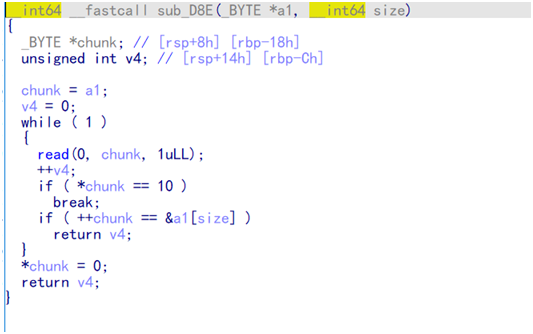 __int64 __fastcall sub_D8E(_BYTE *a1, __int64 size)
{
  _BYTE *chunk; // [rsp+8h] [rbp-18h]
  unsigned int v4; // [rsp+14h] [rbp-Ch]

  chunk = a1;
  v4 = 0;
  while ( 1 )
  {
    read(0, chunk, 1uLL);
    ++v4;
    if ( *chunk == 10 )
      break;
    if ( ++chunk == &a1[size] )
      return v4;
  }
  *chunk = 0;
  return v4;
}